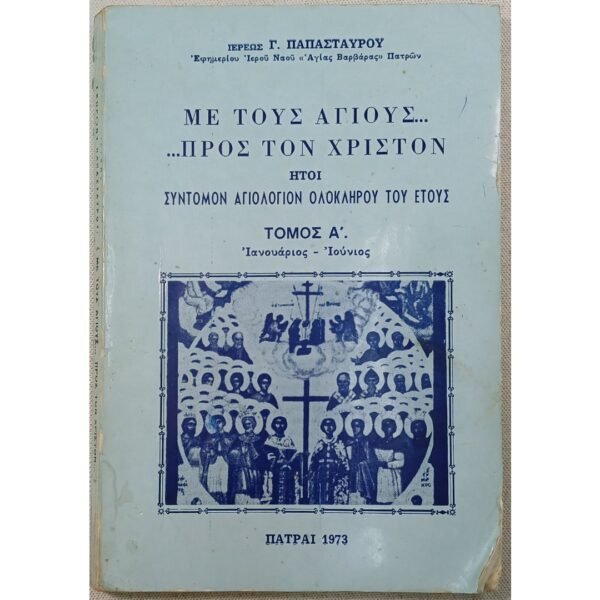 ΙΕΡΕΩΣ Γ. ΠΑΠΑΣΤΑΥΡΟΥ
Ἐφημερίου Ἱεροῦ Ναοῦ «Ἁγίας Βαρβάρας» Πατρῶν
ΜΕ ΤΟΥΣ ΑΓΙΟΥΣ...
...ΠΡΟΣ ΤΟΝ ΧΡΙΣΤΟΝ
ΗΤΟΙ
ΣΥΝΤΟΜΟΝ ΑΓΙΟΛΟΓΙΟΝ ΟΛΟΚΛΗΡΟΥ ΤΟΥ ΕΤΟΥΣ
ΤΟΜΟΣ Α΄.
Ἰανουάριος - Ἰούνιος
ΠΑΤΡΑΙ 1973